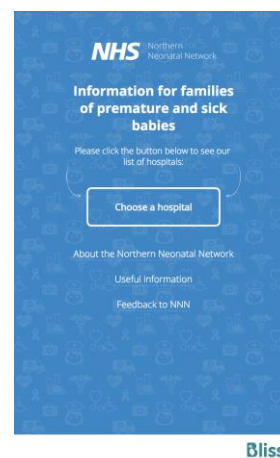 NHS Northern
Neonatal Network
Information for families
of premature and sick
babies
Please click the button below to see our
list of hospitals:
Choose a hospital
About the Northern Neonatal Network
Useful information
Feedback to NNN
Bliss